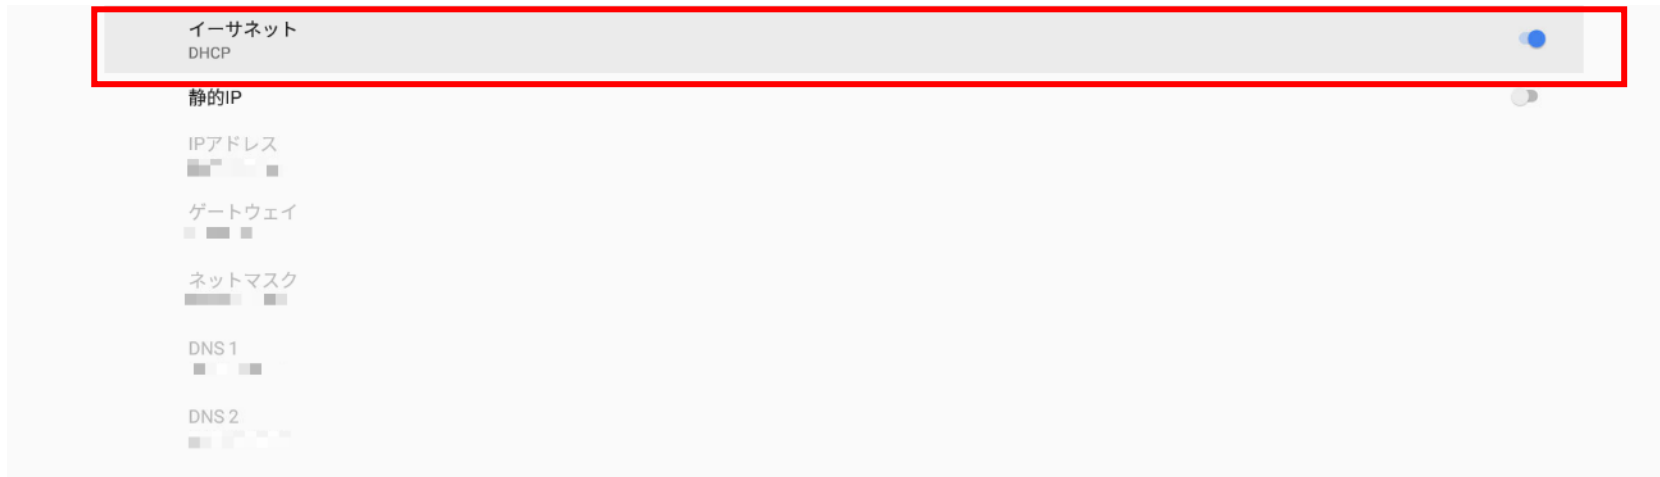 イーサネット
DHCP
静的IP
IPアドレス
ゲートウェイ
ネットマスク
DNS 1
DNS 2